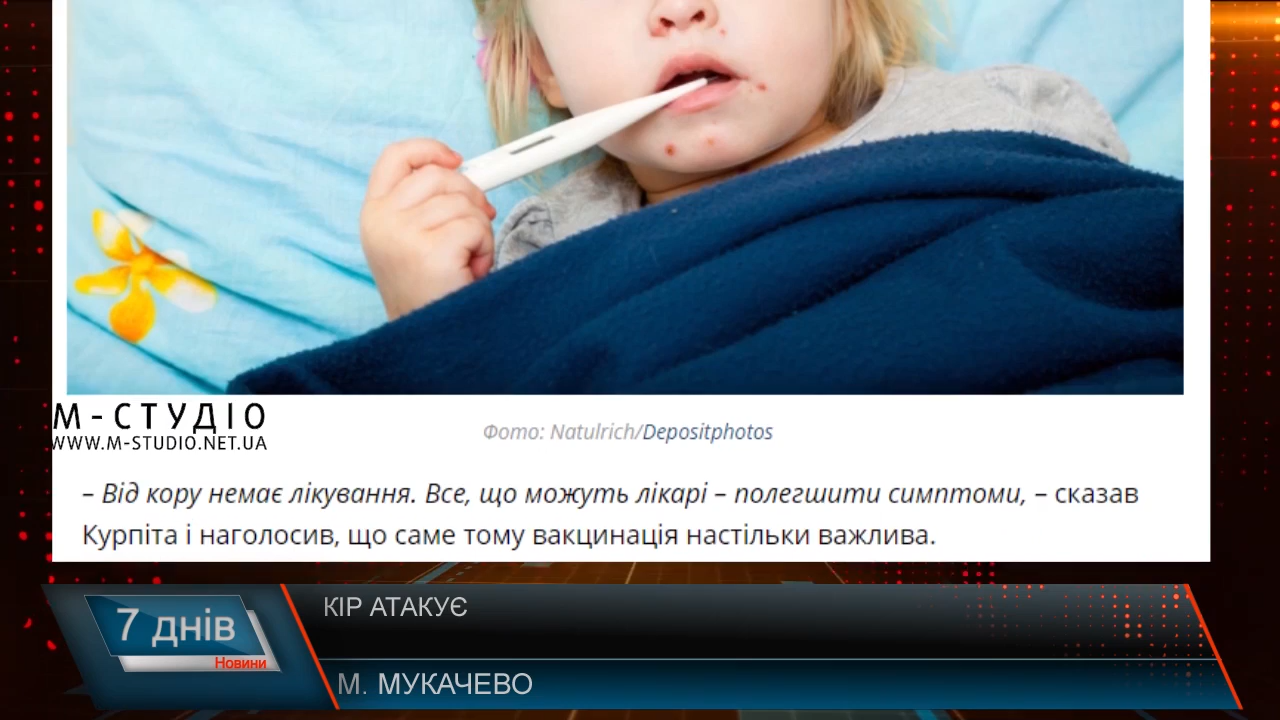 М-СТУДІО
WWW.M-STUDIO.NET.UA
Фото: Natulrich/Depositphotos
– Від кору немає лікування. Все, що можуть лікарі – полегшити симптоми, – сказав
Курпіта і наголосив, що саме тому вакцинація настільки важлива.
7 днів
Новини
КІР АТАКУЄ
М. МУКАЧЕВО